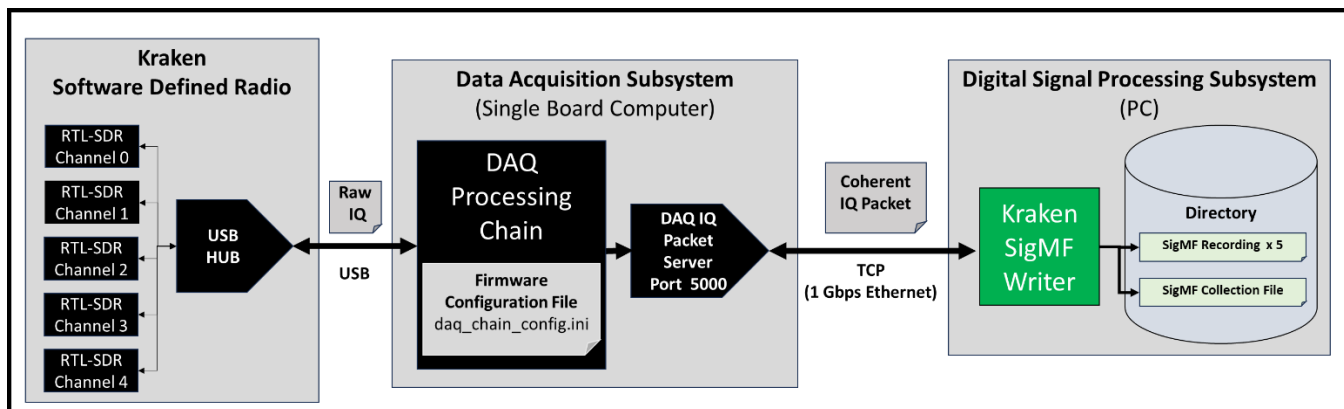 Kraken
Software Defined Radio
RTL-SDR
Channel 0
RTL-SDR
Channel 1
RTL-SDR
Channel 2
RTL-SDR
Channel 3
RTL-SDR
Channel 4
USB
HUB
Raw
IQ
USB
Data Acquisition Subsystem
(Single Board Computer)
DAQ
Processing
Chain
Firmware
Configuration File
daq_chain_config.ini
DAQ IQ
Packet
Server
Port 5000
Coherent
IQ Packet
TCP
(1 Gbps Ethernet)
Digital Signal Processing Subsystem
(PC)
Kraken
SigMF
Writer
Directory
SigMF Recording x 5
SigMF Collection File